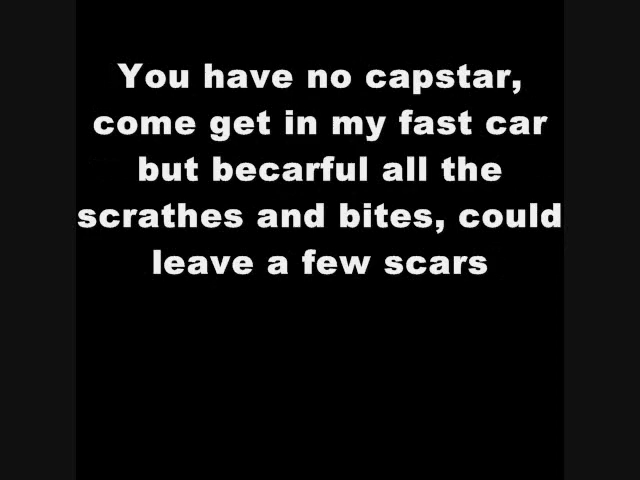 You have no capstar,
come get in my fast car
but becarful all the
scrathes and bites, could
leave a few scars